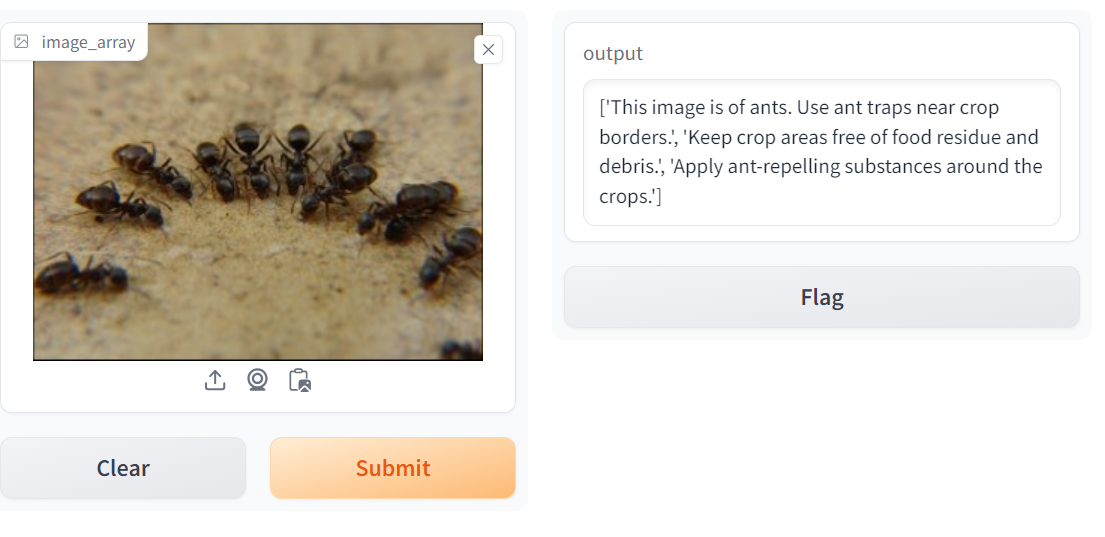 image_array
output
['This image is of ants. Use ant traps near crop
borders.', 'Keep crop areas free of food residue and
debris.', 'Apply ant-repelling substances around the
crops.']
Flag
Clear
Submit